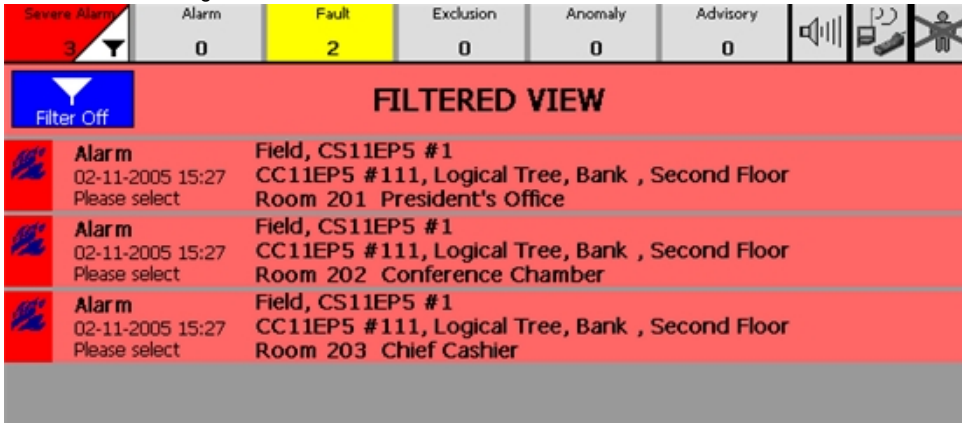 Severe Alarm
3
Alarm
0
Fault
2
Exclusion
0
Anomaly
0
Advisory
0
Filter Off
FILTERED VIEW
Alarm
02-11-2005 15:27
Please select
Field, CS11EP5 #1
CC11EP5 #111, Logical Tree, Bank , Second Floor
Room 201 President's Office
Alarm
02-11-2005 15:27
Please select
Field, CS11EP5 #1
CC11EP5 #111, Logical Tree, Bank , Second Floor
Room 202 Conference Chamber
Alarm
02-11-2005 15:27
Please select
Field, CS11EP5 #1
CC11EP5 #111, Logical Tree, Bank , Second Floor
Room 203 Chief Cashier